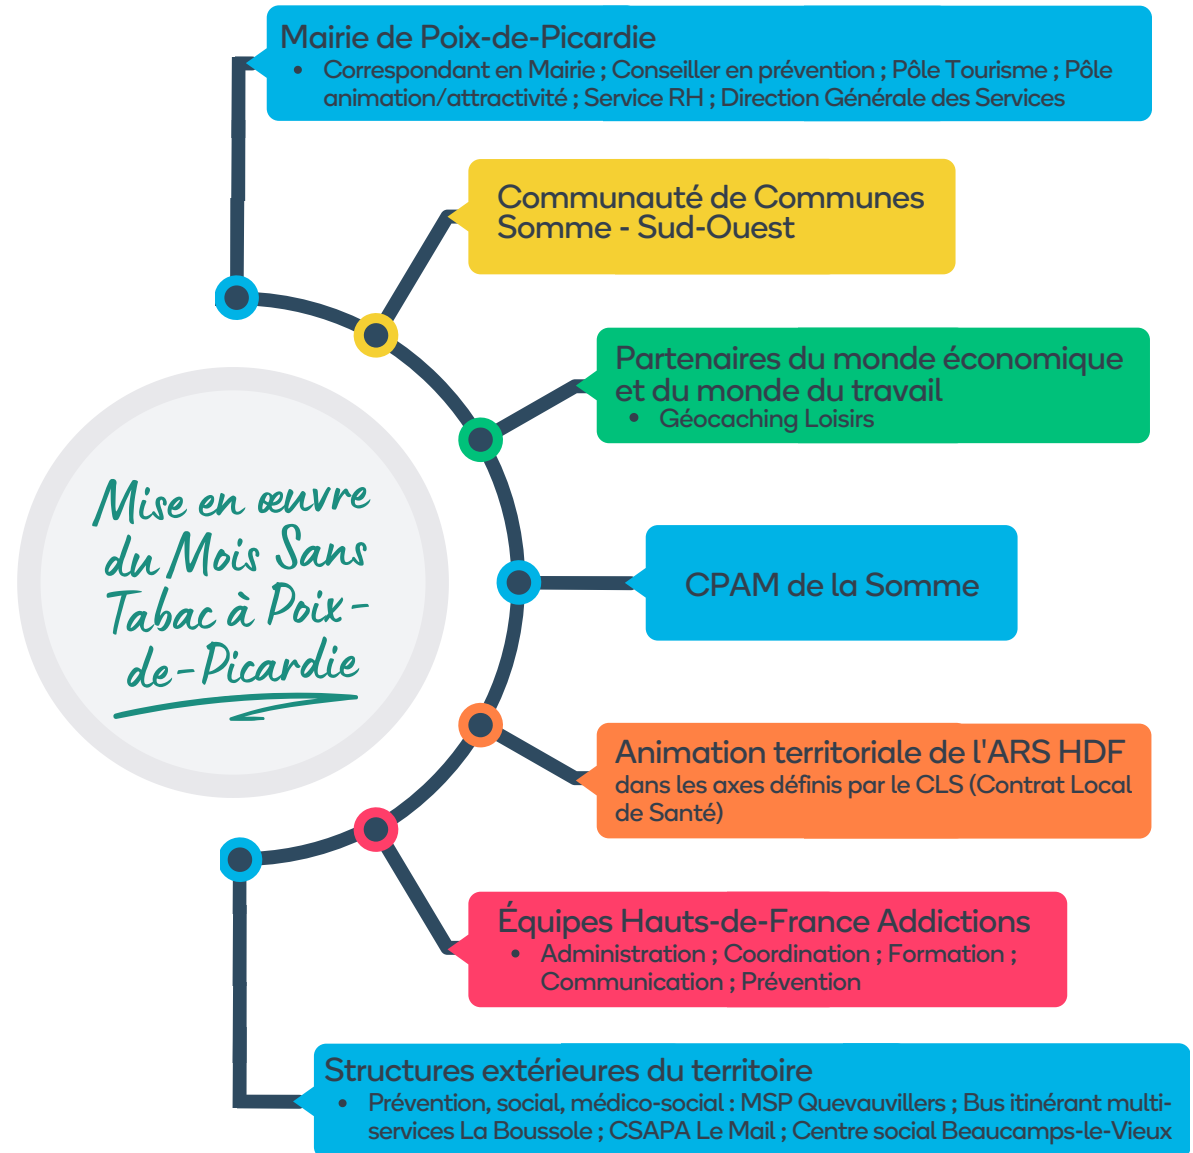 Mairie de Poix-de-Picardie
• Correspondant en Mairie ; Conseiller en prévention ; Pôle Tourisme ; Pôle
animation/attractivité ; Service RH ; Direction Générale des Services
Communauté de Communes
Somme - Sud-Ouest
Partenaires du monde économique
et du monde du travail
• Géocaching Loisirs
Mise en œuvre
du Mois Sans
Tabac à Poix-
de-Picardie
CPAM de la Somme
Animation territoriale de l'ARS HDF
dans les axes définis par le CLS (Contrat Local
de Santé)
Équipes Hauts-de-France Addictions
• Administration ; Coordination ; Formation ;
Communication ; Prévention
Structures extérieures du territoire
• Prévention, social, médico-social : MSP Quevauvillers ; Bus itinérant multi-
services La Boussole ; CSAPA Le Mail ; Centre social Beaucamps-le-Vieux